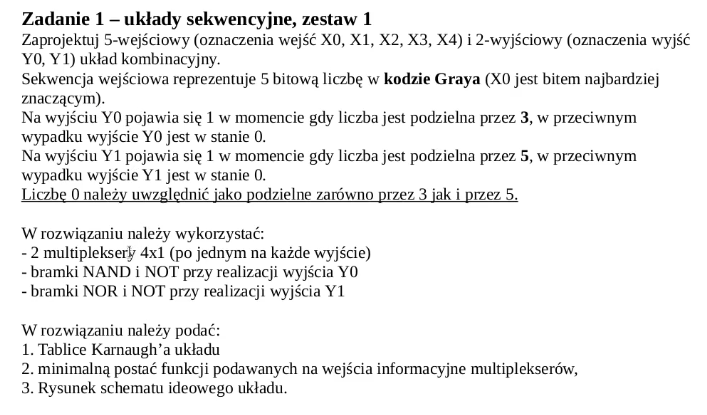 Zadanie 1 – układy sekwencyjne, zestaw 1
Zaprojektuj 5-wejściowy (oznaczenia wejść X0, X1, X2, X3, X4) i 2-wyjściowy (oznaczenia wyjść
Y0, Y1) układ kombinacyjny.
Sekwencja wejściowa reprezentuje 5 bitową liczbę w kodzie Graya (X0 jest bitem najbardziej
znaczącym).
Na wyjściu Y0 pojawia się 1 w momencie gdy liczba jest podzielna przez 3, w przeciwnym
wypadku wyjście Y0 jest w stanie 0.
Na wyjściu Y1 pojawia się 1 w momencie gdy liczba jest podzielna przez 5, w przeciwnym
wypadku wyjście Y1 jest w stanie 0.
Liczbę 0 należy uwzględnić jako podzielne zarówno przez 3 jak i przez 5.
W rozwiązaniu należy wykorzystać:
- 2 multipleksery 4x1 (po jednym na każde wyjście)
- bramki NAND i NOT przy realizacji wyjścia Y0
- bramki NOR i NOT przy realizacji wyjścia Y1
W rozwiązaniu należy podać:
1. Tablice Karnaugh’a układu
2. minimalną postać funkcji podawanych na wejścia informacyjne multiplekserów,
3. Rysunek schematu ideowego układu.